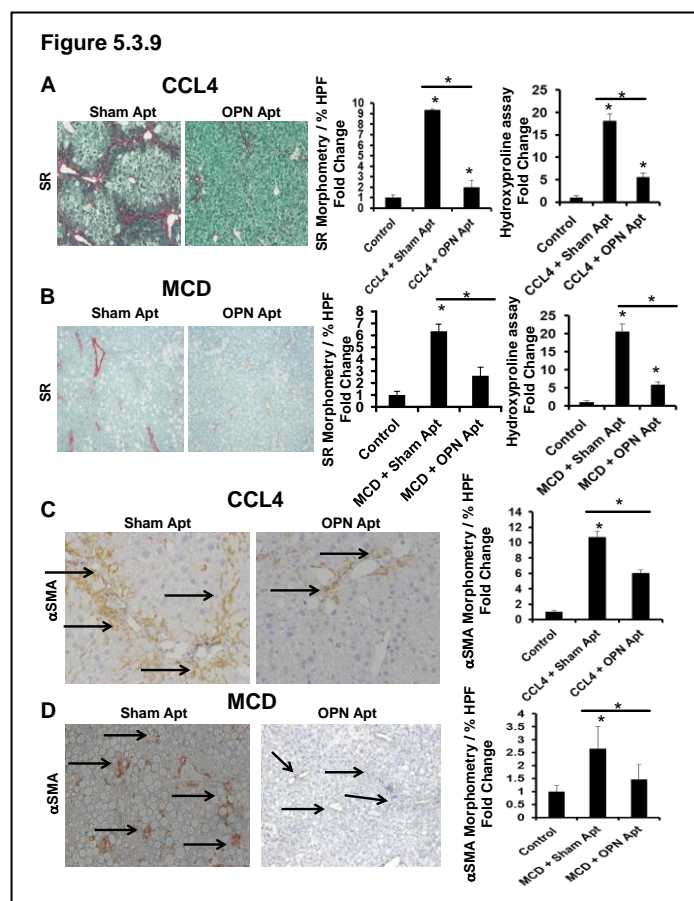 Figure 5.3.9
A
CCL4
Sham Apt
OPN Apt
SR
SR Morphometry / % HPF
Fold Change
10
9
8
7
6
5
4
3
2
1
0
*
*
*
Control
CCL4 + Sham Apt
CCL4 + OPN Apt
Hydroxyproline assay
Fold Change
25
20
15
10
5
0
*
*
*
Control
CCL4 + Sham Apt
CCL4 + OPN Apt
B
MCD
Sham Apt
OPN Apt
SR
SR Morphometry / % HPF
Fold Change
8
7
6
5
4
3
2
1
0
*
*
Control
MCD + Sham Apt
MCD + OPN Apt
Hydroxyproline assay
Fold Change
25
20
15
10
5
0
*
*
*
Control
MCD + Sham Apt
MCD + OPN Apt
C
CCL4
Sham Apt
OPN Apt
αSMA
αSMA Morphometry / % HPF
Fold Change
14
12
10
8
6
4
2
0
*
*
Control
CCL4 + Sham Apt
CCL4 + OPN Apt
D
MCD
Sham Apt
OPN Apt
αSMA
αSMA Morphometry / % HPF
Fold Change
4
3.5
3
2.5
2
1.5
1
0.5
0
*
*
Control
MCD + Sham Apt
MCD + OPN Apt